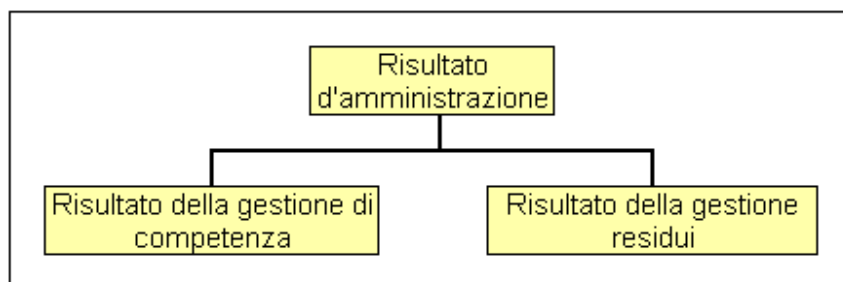 Risultato
d'amministrazione
Risultato della gestione di
competenza
Risultato della gestione
residui